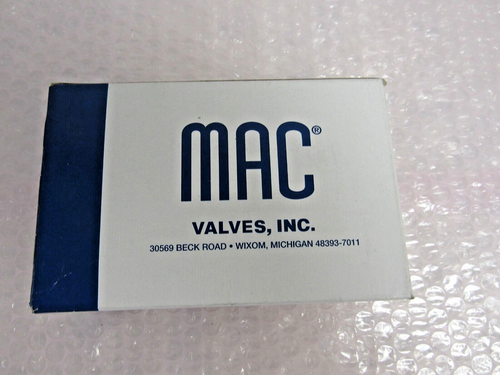 MAC®
VALVES, INC.
30569 BECK ROAD • WIXOM, MICHIGAN 48393-7011